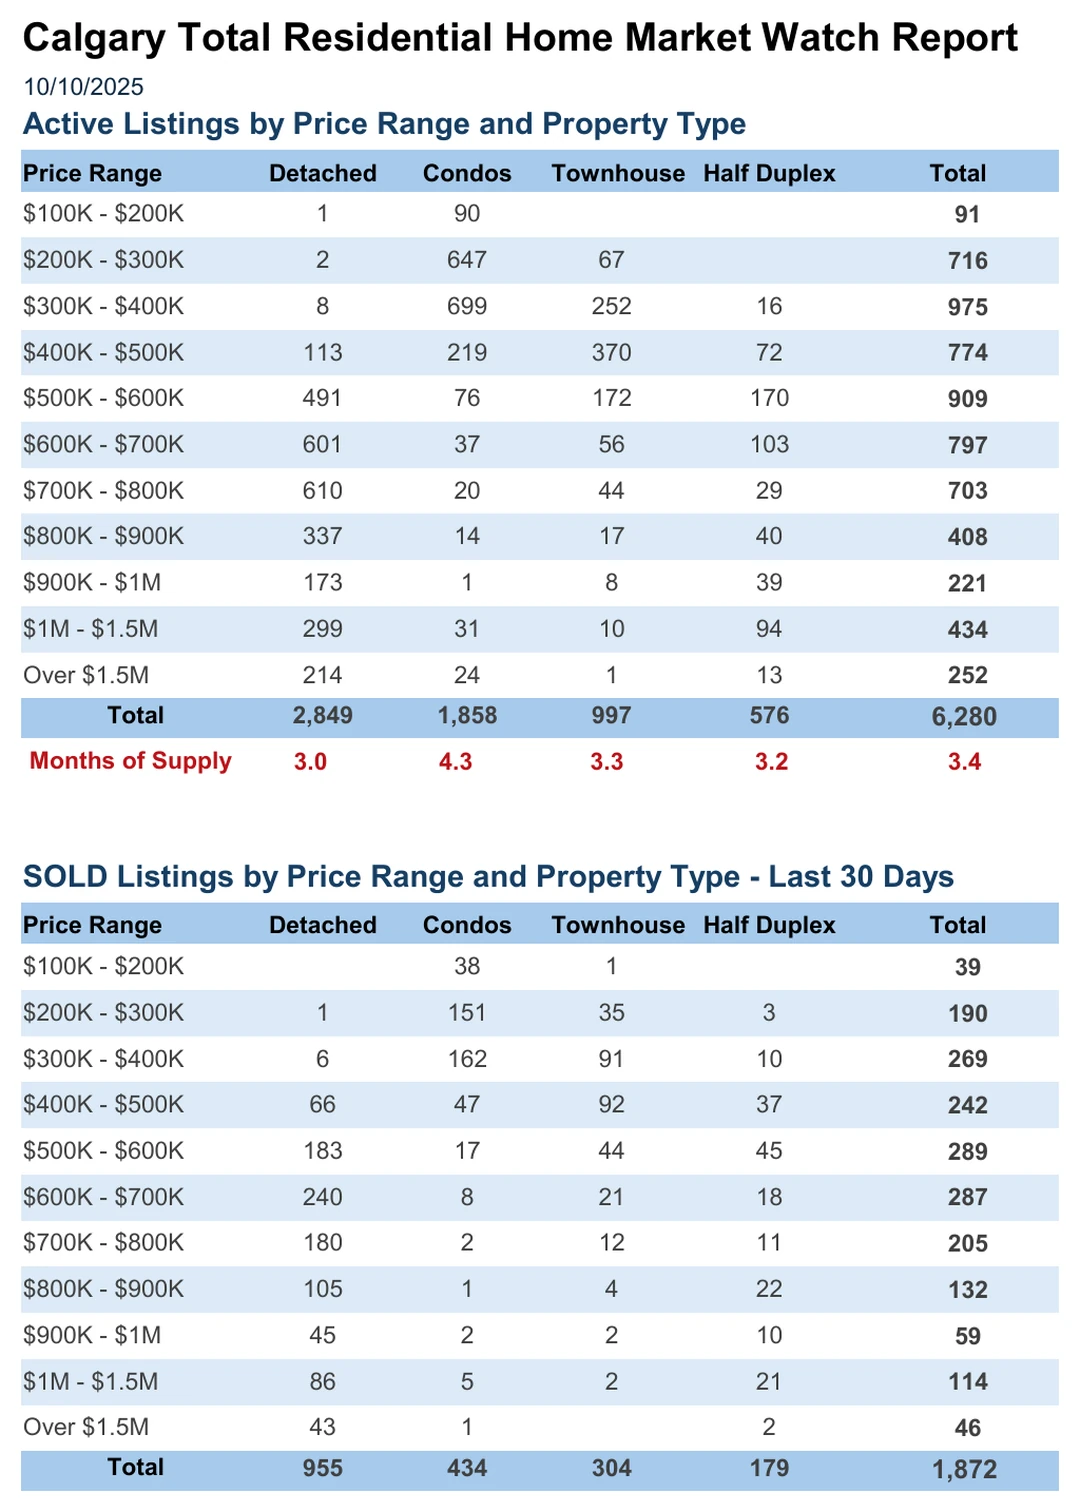 Calgary Total Residential Home Market Watch Report
10/10/2025
Active Listings by Price Range and Property Type
Price Range Detached Condos Townhouse Half Duplex Total
$100K - $200K 1 90 91
$200K - $300K 2 647 67 716
$300K - $400K 8 699 252 16 975
$400K - $500K 113 219 370 72 774
$500K - $600K 491 76 172 170 909
$600K - $700K 601 37 56 103 797
$700K - $800K 610 20 44 29 703
$800K - $900K 337 14 17 40 408
$900K - $1M 173 1 8 39 221
$1M - $1.5M 299 31 10 94 434
Over $1.5M 214 24 1 13 252
Total 2,849 1,858 997 576 6,280
Months of Supply 3.0 4.3 3.3 3.2 3.4
SOLD Listings by Price Range and Property Type - Last 30 Days
Price Range Detached Condos Townhouse Half Duplex Total
$100K - $200K 38 1 39
$200K - $300K 1 151 35 3 190
$300K - $400K 6 162 91 10 269
$400K - $500K 66 47 92 37 242
$500K - $600K 183 17 44 45 289
$600K - $700K 240 8 21 18 287
$700K - $800K 180 2 12 11 205
$800K - $900K 105 1 4 22 132
$900K - $1M 45 2 2 10 59
$1M - $1.5M 86 5 2 21 114
Over $1.5M 43 1 2 46
Total 955 434 304 179 1,872